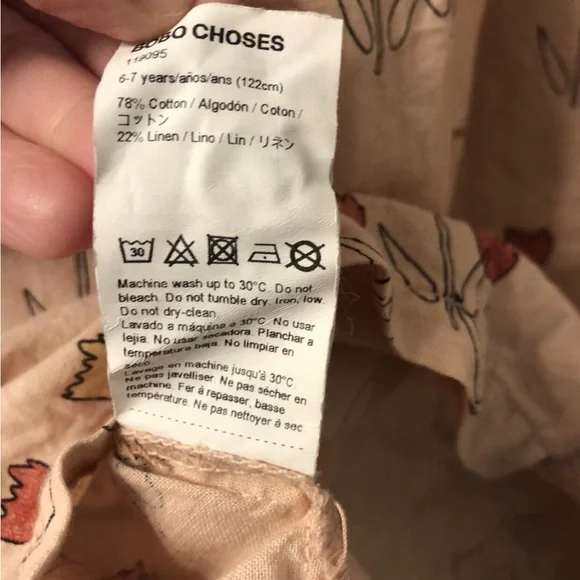 BOBO CHOSES
119095
6-7 years/años/ans (122cm)
78% Cotton / Algodón / Coton /
コットン
22% Linen / Lino / Lin / リネン
30
Machine wash up to 30°C. Do not
bleach. Do not tumble dry. Iron, low.
Do not dry-clean.
Lavado a máquina a 30°C. No usar
lejía. No usar secadora. Planchar a
temperatura baja. No limpiar en
seco.
Lavage en machine jusqu'à 30°C.
Ne pas javelliser. Ne pas sécher en
machine. Fer á repasser, basse
température. Ne pas nettoyer á sec.